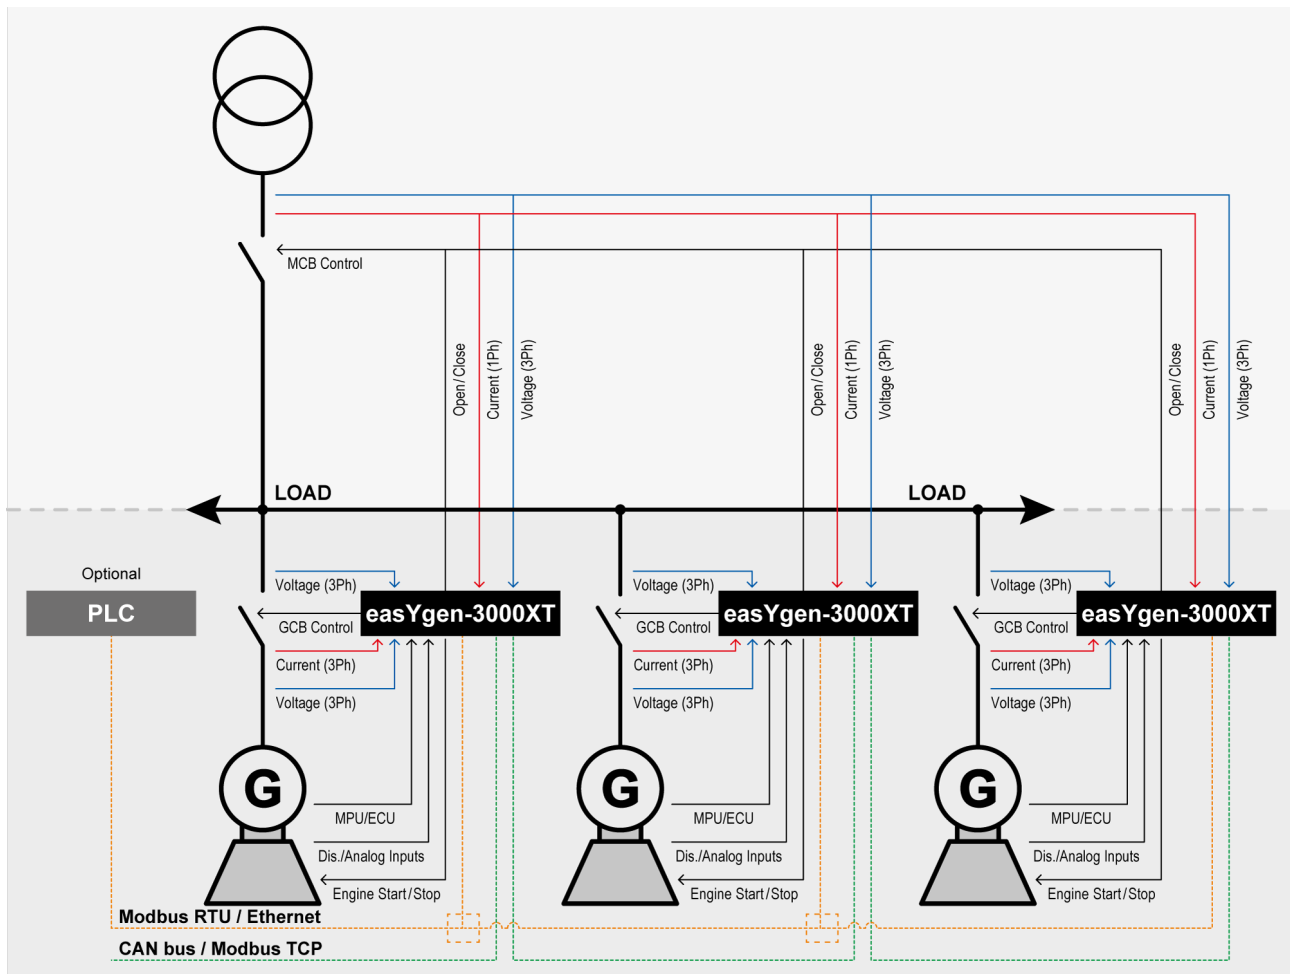 MCB Control
Open/Close
Current (1Ph)
Voltage (3Ph)
Open/Close
Current (1Ph)
Voltage (3Ph)
Open/Close
Current (1Ph)
Voltage (3Ph)
LOAD
LOAD
Optional
PLC
Voltage (3Ph)
easYgen-3000XT
GCB Control
Current (3Ph)
Voltage (3Ph)
G
MPU/ECU
Dis./Analog Inputs
Engine Start/Stop
Voltage (3Ph)
easYgen-3000XT
GCB Control
Current (3Ph)
Voltage (3Ph)
G
MPU/ECU
Dis./Analog Inputs
Engine Start/Stop
Voltage (3Ph)
easYgen-3000XT
GCB Control
Current (3Ph)
Voltage (3Ph)
G
MPU/ECU
Dis./Analog Inputs
Engine Start/Stop
Modbus RTU / Ethernet
CAN bus / Modbus TCP